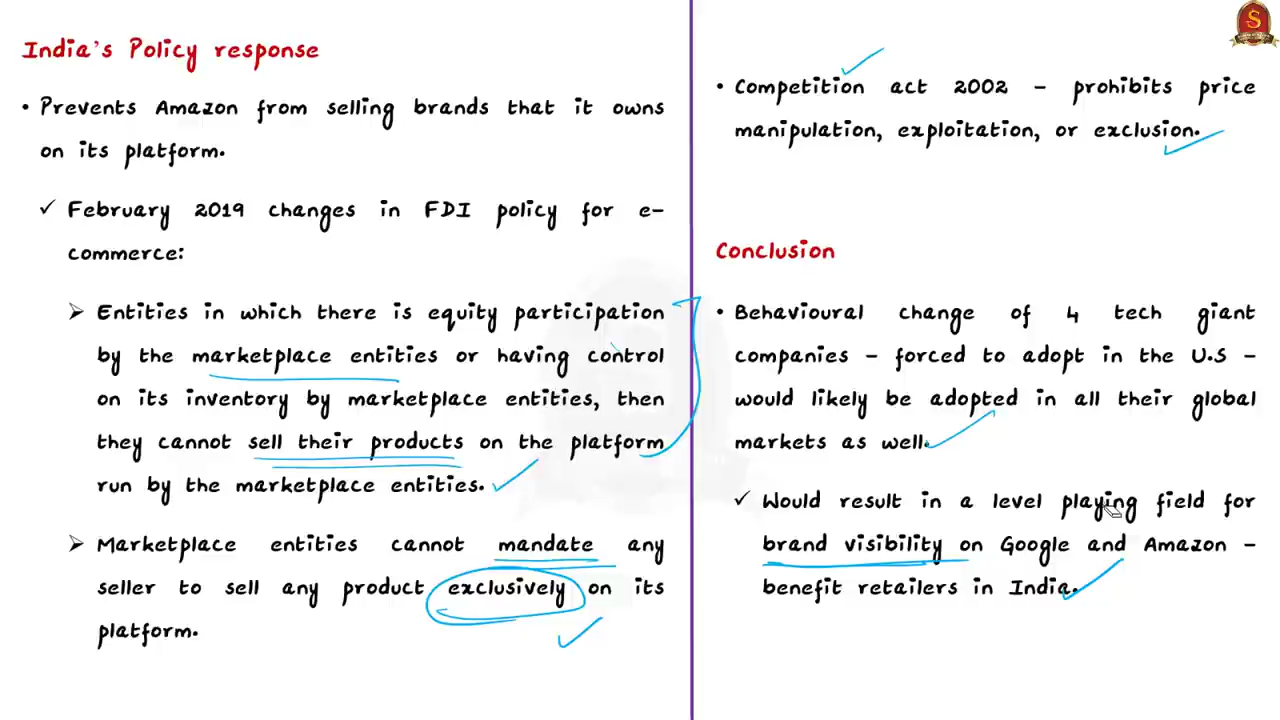 India's Policy response
• Prevents Amazon from selling brands that it owns
on its platform.
✓ February 2019 changes in FDI policy for e-
commerce:
➢ Entities in which there is equity participation
by the marketplace entities or having control
on its inventory by marketplace entities, then
they cannot sell their products on the platform
run by the marketplace entities.
➢ Marketplace entities cannot mandate any
seller to sell any product exclusively on its
platform.
• Competition act 2002 – prohibits price
manipulation, exploitation, or exclusion.
Conclusion
• Behavioural change of 4 tech giant
companies – forced to adopt in the U.S –
would likely be adopted in all their global
markets as well.
✓ Would result in a level playing field for
brand visibility on Google and Amazon –
benefit retailers in India.
S